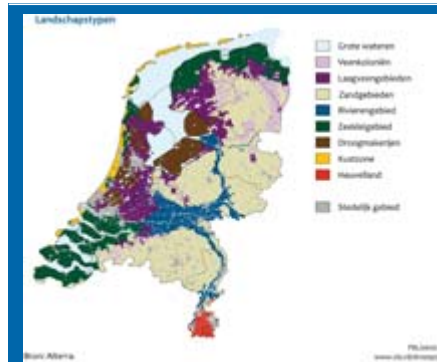 Landschapstypen
Grote wateren
Veenkoloniën
Laagveengebieden
Zandgebieden
Rivierengebied
Zeekleigebied
Droogmakerijen
Kustzone
Heuvelland
Stedelijk gebied
Bron: Alterra.